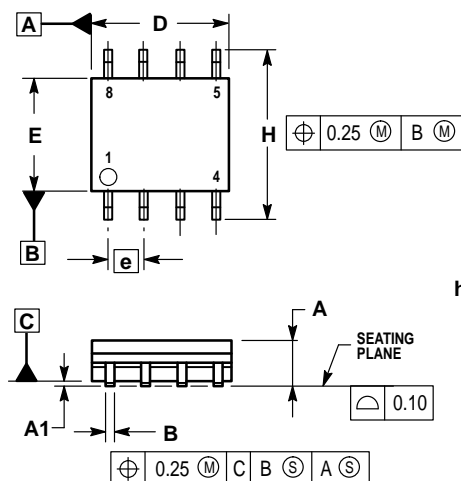 A D
8 5
E H
⌖ 0.25 Ⓜ B Ⓜ
1 4
B
e
h
C A
SEATING
PLANE
⌓ 0.10
A1 B
⌖ 0.25 Ⓜ C B Ⓢ A Ⓢ